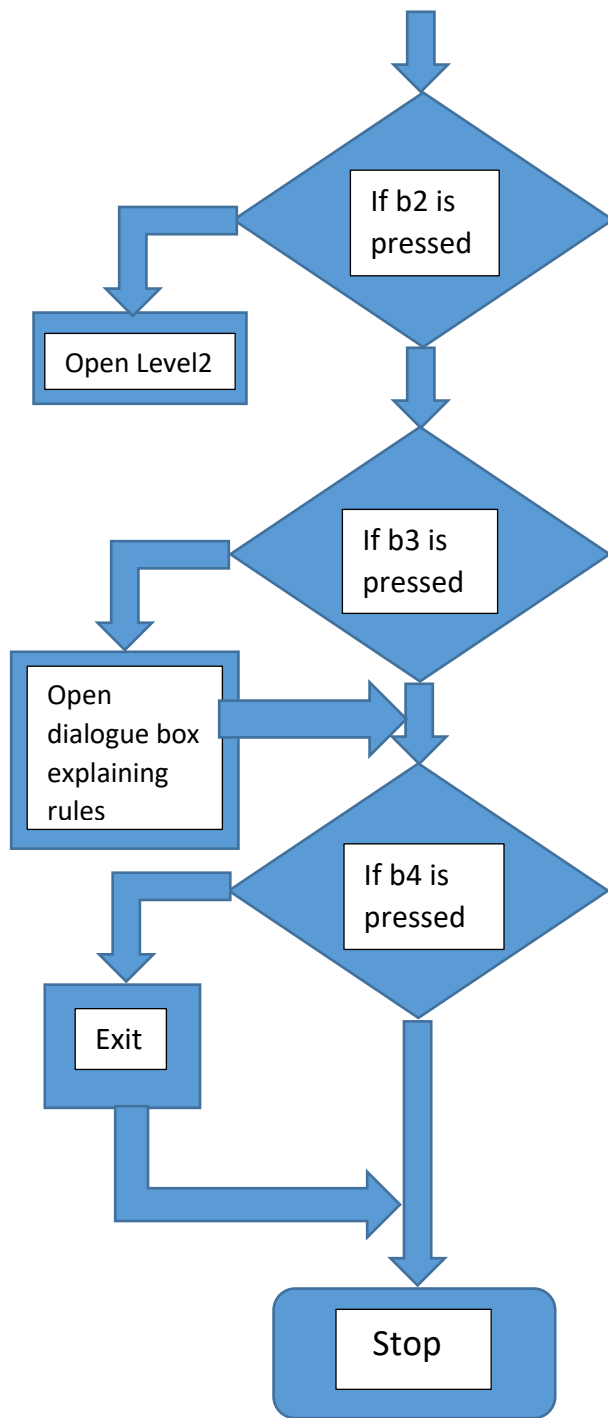 If b2 is
pressed
Open Level2
If b3 is
pressed
Open
dialogue box
explaining
rules
If b4 is
pressed
Exit
Stop